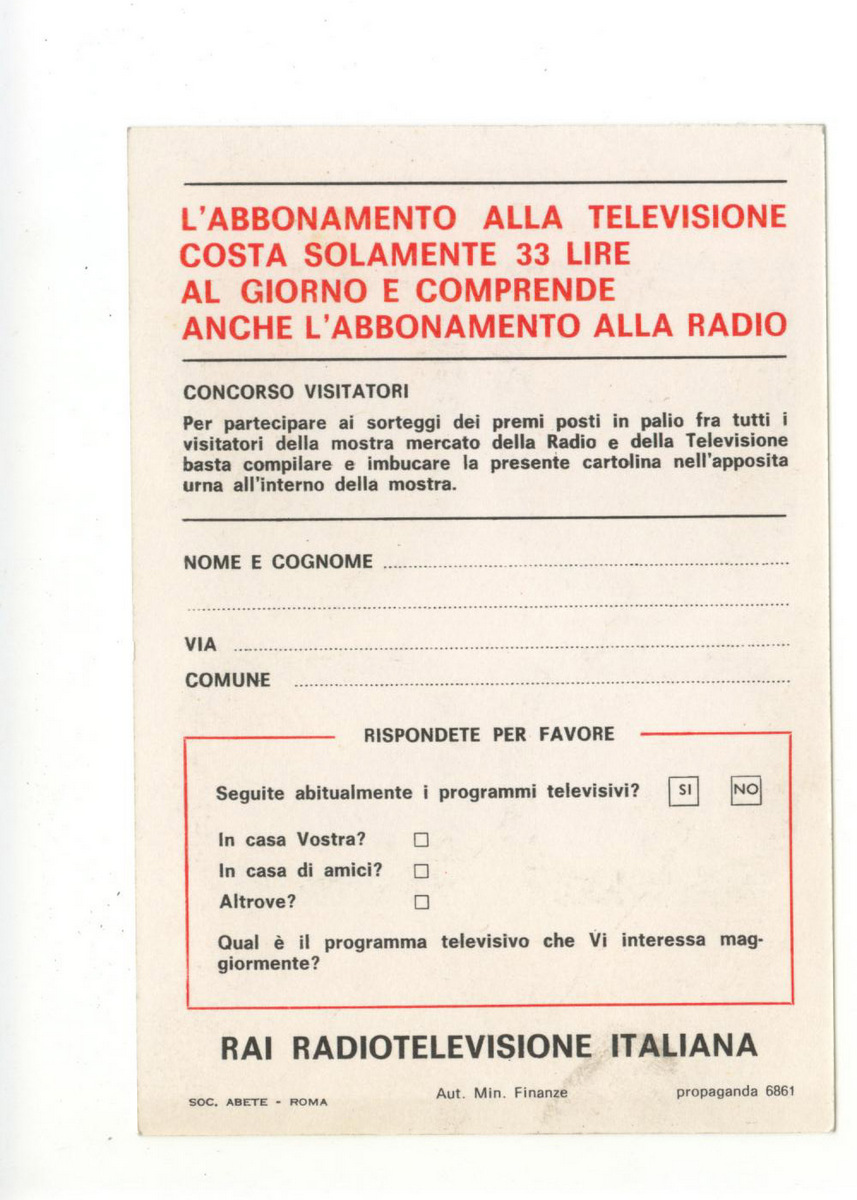 L'ABBONAMENTO ALLA TELEVISIONE
COSTA SOLAMENTE 33 LIRE
AL GIORNO E COMPRENDE
ANCHE L'ABBONAMENTO ALLA RADIO
CONCORSO VISITATORI
Per partecipare ai sorteggi dei premi posti in palio fra tutti i
visitatori della mostra mercato della Radio e della Televisione
basta compilare e imbucare la presente cartolina nell'apposita
urna all'interno della mostra.
NOME E COGNOME
VIA
COMUNE
RISPONDETE PER FAVORE
Seguite abitualmente i programmi televisivi? SI NO
In casa Vostra?
In casa di amici?
Altrove?
Qual è il programma televisivo che Vi interessa mag-
giormente?
RAI RADIOTELEVISIONE ITALIANA
SOC. ABETE - ROMA Aut. Min. Finanze propaganda 6861